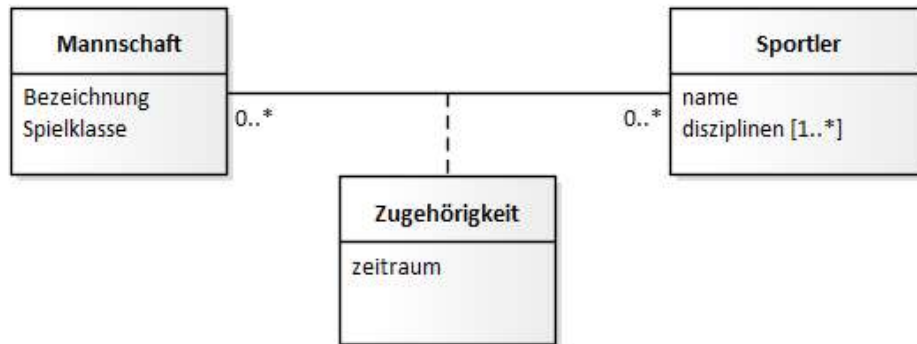 Mannschaft
Bezeichnung
Spielklasse
0..*
0..*
Sportler
name
disziplinen [1..*]
Zugehörigkeit
zeitraum